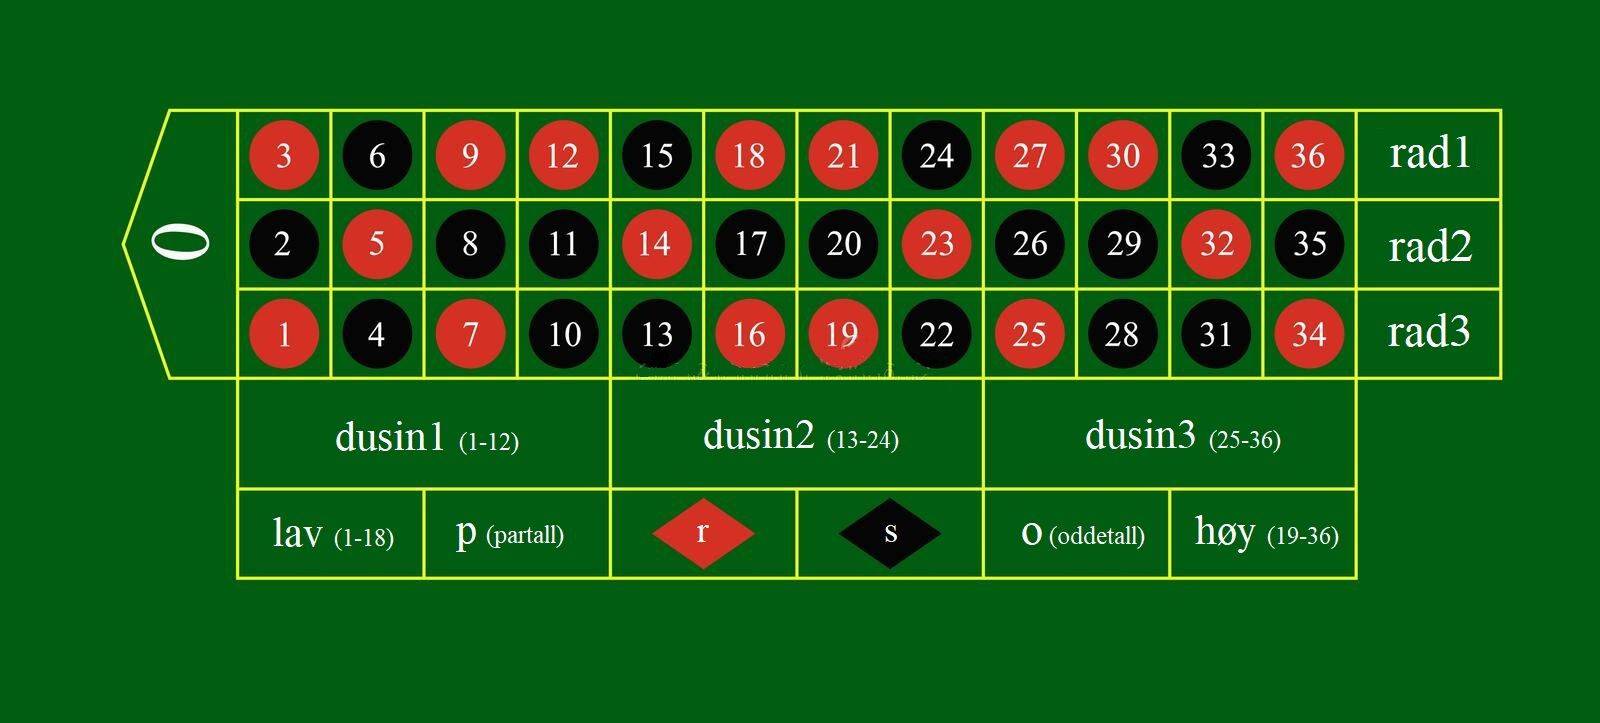 0
3 6 9 12 15 18 21 24 27 30 33 36 rad1
2 5 8 11 14 17 20 23 26 29 32 35 rad2
1 4 7 10 13 16 19 22 25 28 31 34 rad3
dusin1 (1-12) dusin2 (13-24) dusin3 (25-36)
lav (1-18) p (partall) r s o (oddetall) høy (19-36)